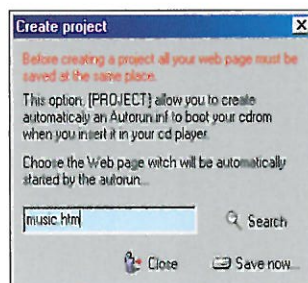 Create project
Before creating a project all your web page must be
saved at the same place.
This option, [PROJECT] allow you to create
automaticaly an Autorun.inf to boot your cdrom
when you insert it in your cd player.
Choose the Web page witch will be automatically
started by the autorun...
music.htm
Search
Close
Save now...